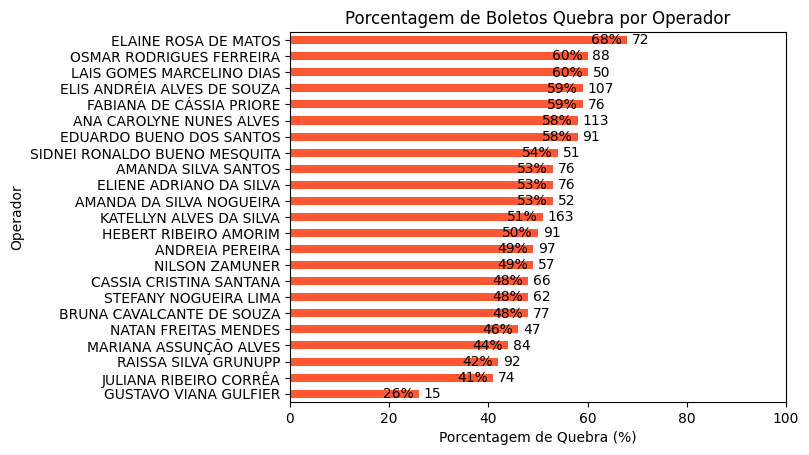 Porcentagem de Boletos Quebra por Operador
ELAINE ROSA DE MATOS 68% 72
OSMAR RODRIGUES FERREIRA 60% 88
LAIS GOMES MARCELINO DIAS 60% 50
ELIS ANDRÉIA ALVES DE SOUZA 59% 107
FABIANA DE CÁSSIA PRIORE 59% 76
ANA CAROLYNE NUNES ALVES 58% 113
EDUARDO BUENO DOS SANTOS 58% 91
SIDNEI RONALDO BUENO MESQUITA 54% 51
AMANDA SILVA SANTOS 53% 76
ELIENE ADRIANO DA SILVA 53% 76
AMANDA DA SILVA NOGUEIRA 53% 52
KATELLYN ALVES DA SILVA 51% 163
HEBERT RIBEIRO AMORIM 50% 91
ANDREIA PEREIRA 49% 97
NILSON ZAMUNER 49% 57
CASSIA CRISTINA SANTANA 48% 66
STEFANY NOGUEIRA LIMA 48% 62
BRUNA CAVALCANTE DE SOUZA 48% 77
NATAN FREITAS MENDES 46% 47
MARIANA ASSUNÇÃO ALVES 44% 84
RAISSA SILVA GRUNUPP 42% 92
JULIANA RIBEIRO CORRÊA 41% 74
GUSTAVO VIANA GULFIER 26% 15
Operador
0 20 40 60 80 100
Porcentagem de Quebra (%)